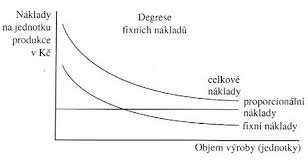 Náklady
na jednotku
produkce
v Kč
Degrese
fixních nákladů
celkové
náklady
proporcionální
náklady
fixní náklady
Objem výroby (jednotky)